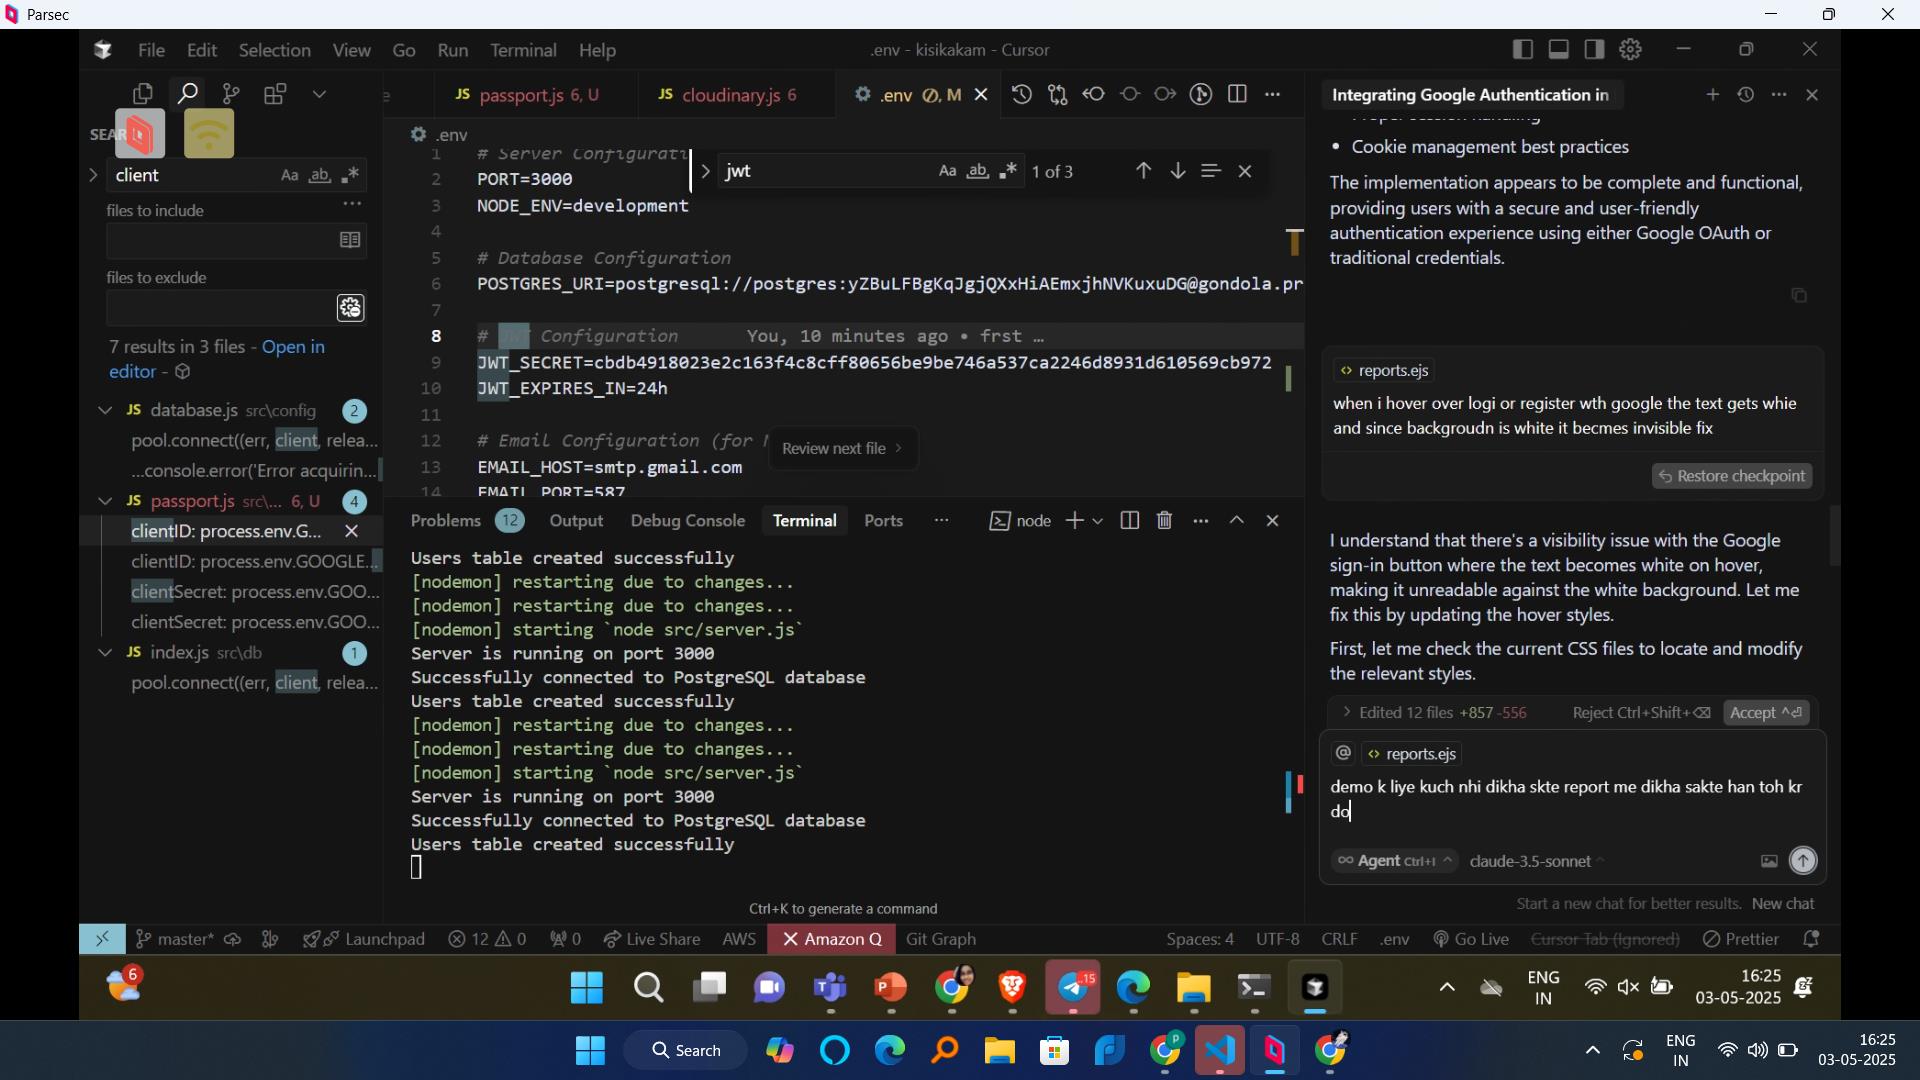 Parsec
File Edit Selection View Go Run Terminal Help
.env - kisikakam - Cursor
JS passport.js 6, U
JS cloudinary.js 6
.env M
Integrating Google Authentication in
SEAR
client
Aa ab
files to include
files to exclude
7 results in 3 files - Open in
editor -
JS database.js src\config 2
pool.connect((err, client, relea...
...console.error('Error acquirin...
JS passport.js src\... 6, U 4
clientID: process.env.G...
clientID: process.env.GOOGLE...
clientSecret: process.env.GOO...
clientSecret: process.env.GOO...
JS index.js src\db 1
pool.connect((err, client, relea...
.env
jwt
Aa ab
1 of 3
1 # Server Configurati
2 PORT=3000
3 NODE_ENV=development
4
5 # Database Configuration
6 POSTGRES_URI=postgresql://postgres:yZBuLFBgKqJgjQXxHiAEmxjhNVKuxuDG@gondola.pr
7
8 # JWT Configuration You, 10 minutes ago • frst …
9 JWT_SECRET=cbdb4918023e2c163f4c8cff80656be9be746a537ca2246d8931d610569cb972
10 JWT_EXPIRES_IN=24h
11
12 # Email Configuration (for
13 EMAIL_HOST=smtp.gmail.com
14 EMAIL_PORT=587
Review next file >
Problems 12 Output Debug Console Terminal Ports
node
Users table created successfully
[nodemon] restarting due to changes...
[nodemon] restarting due to changes...
[nodemon] starting `node src/server.js`
Server is running on port 3000
Successfully connected to PostgreSQL database
Users table created successfully
[nodemon] restarting due to changes...
[nodemon] restarting due to changes...
[nodemon] starting `node src/server.js`
Server is running on port 3000
Successfully connected to PostgreSQL database
Users table created successfully
Ctrl+K to generate a command
• Cookie management best practices
The implementation appears to be complete and functional,
providing users with a secure and user-friendly
authentication experience using either Google OAuth or
traditional credentials.
reports.ejs
when i hover over logi or register wth google the text gets whie
and since backgroudn is white it becmes invisible fix
Restore checkpoint
I understand that there's a visibility issue with the Google
sign-in button where the text becomes white on hover,
making it unreadable against the white background. Let me
fix this by updating the hover styles.
First, let me check the current CSS files to locate and modify
the relevant styles.
> Edited 12 files +857 -556 Reject Ctrl+Shift+⌫ Accept ^⏎
@ reports.ejs
demo k liye kuch nhi dikha skte report me dikha sakte han toh kr
do
∞ Agent Ctrl+I claude-3.5-sonnet
Start a new chat for better results. New chat
master* Launchpad 12 0 0 Live Share AWS Amazon Q Git Graph
Spaces: 4 UTF-8 CRLF .env Go Live Cursor Tab (Ignored) Prettier
6
15
ENG
IN
16:25
03-05-2025
Search
P
ENG
IN
16:25
03-05-2025